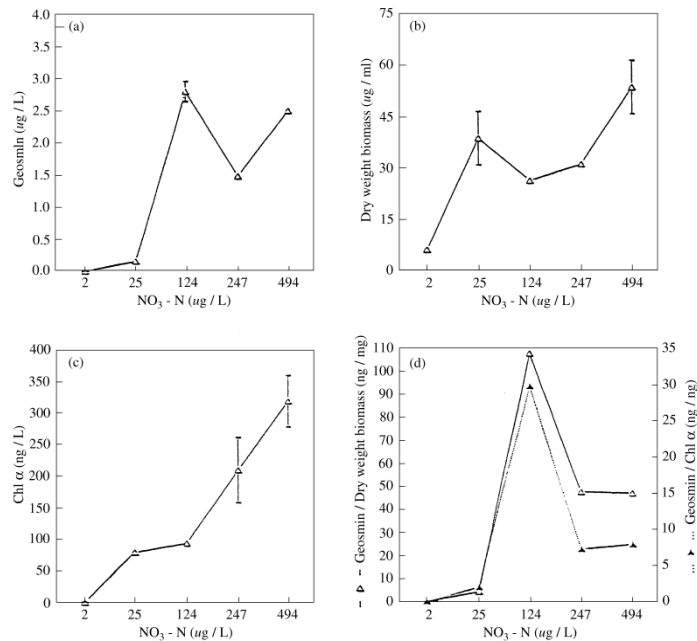 (a)
4.0
3.5
3.0
2.5
2.0
1.5
1.0
0.5
0.0
Geosmln (ug / L)
2 25 124 247 494
NO3 - N (ug / L)
(b)
75
60
45
30
15
0
Dry weight biomass (ug / ml)
2 25 124 247 494
NO3 - N (ug / L)
(c)
400
350
300
250
200
150
100
50
0
Chl α (ng / L)
2 25 124 247 494
NO3 - N (ug / L)
(d)
110
100
90
80
70
60
50
40
30
20
10
0
Geosmin / Dry weight biomass (ng / mg)
35
30
25
20
15
10
5
0
Geosmin / Chl α (ng / ng)
2 25 124 247 494
NO3 - N (ug / L)